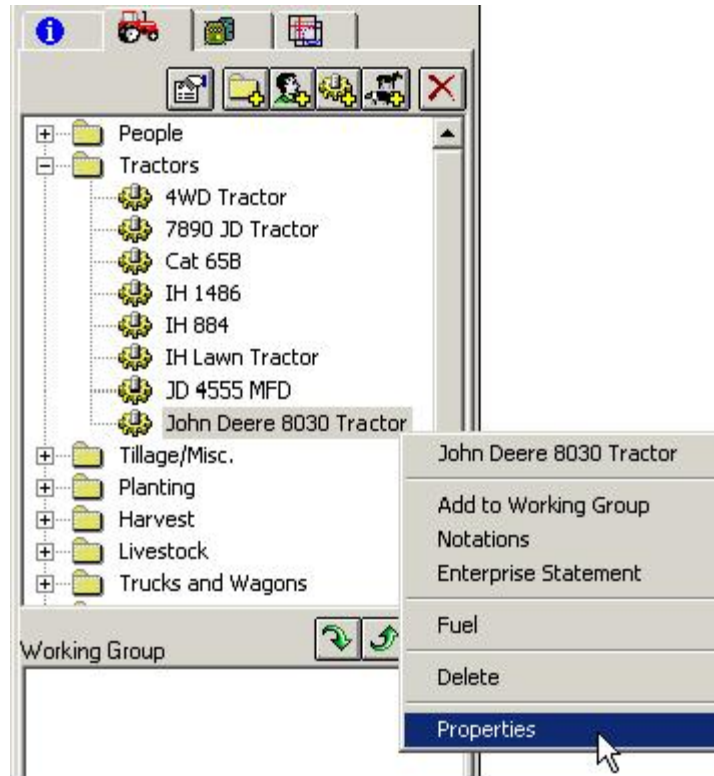 People
Tractors
4WD Tractor
7890 JD Tractor
Cat 65B
IH 1486
IH 884
IH Lawn Tractor
JD 4555 MFD
John Deere 8030 Tractor
Tillage/Misc.
Planting
Harvest
Livestock
Trucks and Wagons
Working Group
John Deere 8030 Tractor
Add to Working Group
Notations
Enterprise Statement
Fuel
Delete
Properties